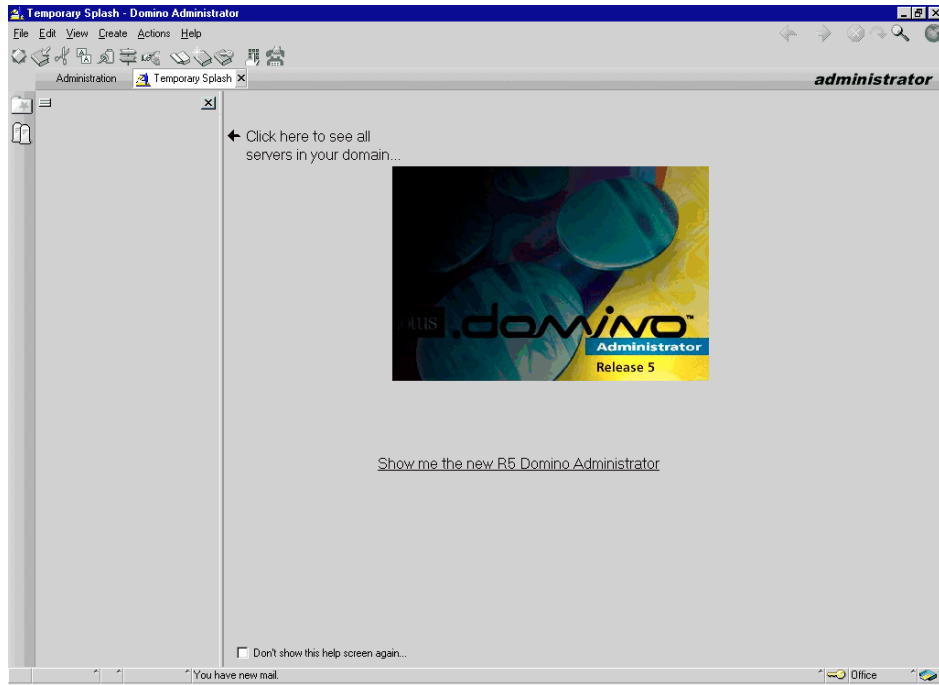 Temporary Splash - Domino Administrator
File Edit View Create Actions Help
Administration Temporary Splash
administrator
Click here to see all
servers in your domain...
.domino™
Administrator
Release 5
Show me the new R5 Domino Administrator
Don't show this help screen again...
You have new mail. Office